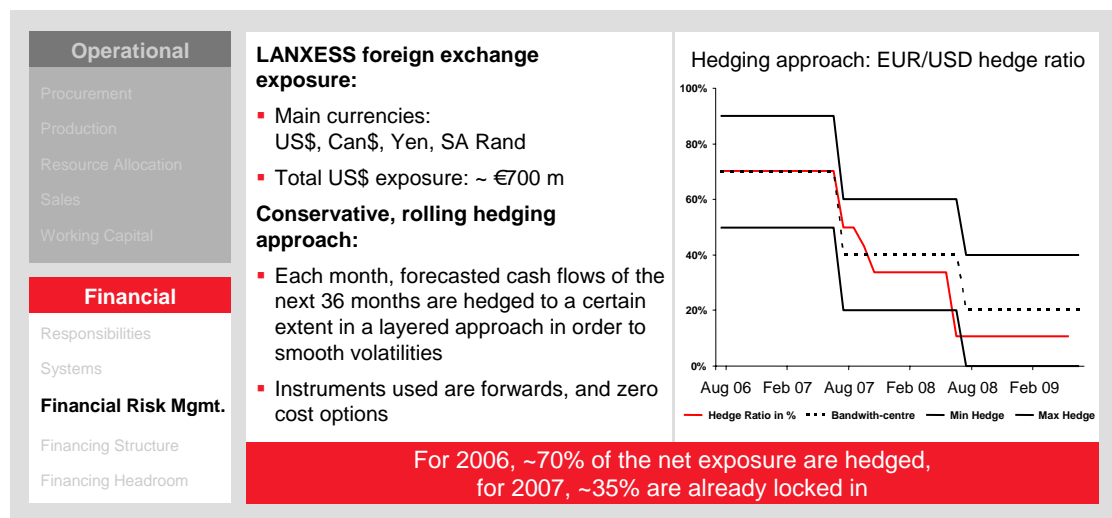 Operational
Procurement
Production
Resource Allocation
Sales
Working Capital
Financial
Responsibilities
Systems
Financial Risk Mgmt.
Financing Structure
Financing Headroom
LANXESS foreign exchange
exposure:
Main currencies:
US$, Can$, Yen, SA Rand
Total US$ exposure: ~ €700 m
Conservative, rolling hedging
approach:
Each month, forecasted cash flows of the
next 36 months are hedged to a certain
extent in a layered approach in order to
smooth volatilities
Instruments used are forwards, and zero
cost options
Hedging approach: EUR/USD hedge ratio
100%
80%
60%
40%
20%
0%
Aug 06 Feb 07 Aug 07 Feb 08 Aug 08 Feb 09
Hedge Ratio in % Bandwith-centre Min Hedge Max Hedge
For 2006, ~70% of the net exposure are hedged,
for 2007, ~35% are already locked in